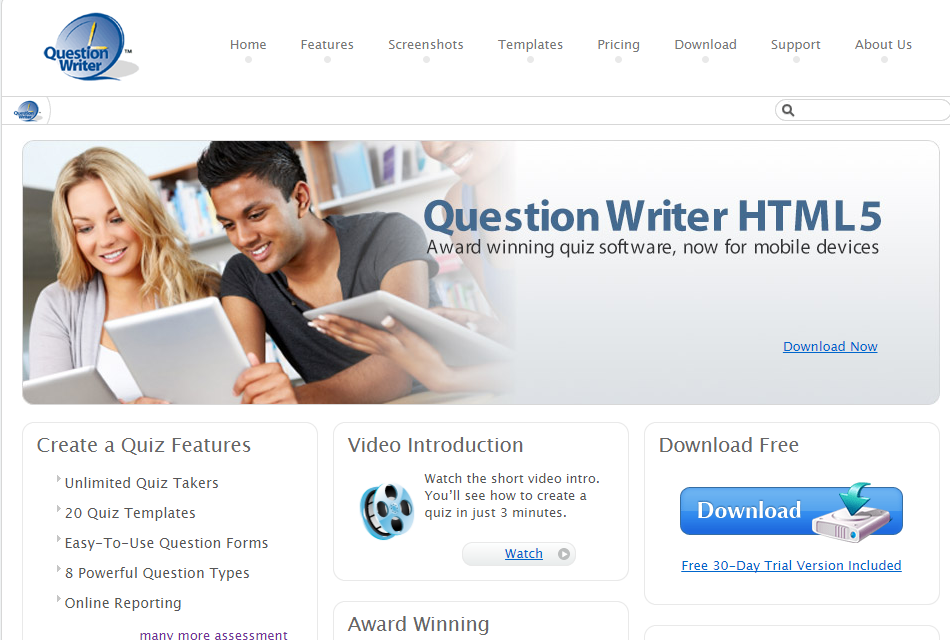 Question
Writer™
Home Features Screenshots Templates Pricing Download Support About Us
Question Writer HTML5
Award winning quiz software, now for mobile devices
Download Now
Create a Quiz Features
Unlimited Quiz Takers
20 Quiz Templates
Easy-To-Use Question Forms
8 Powerful Question Types
Online Reporting
many more assessment
Video Introduction
Watch the short video intro.
You’ll see how to create a
quiz in just 3 minutes.
Watch
Award Winning
Download Free
Download
Free 30-Day Trial Version Included